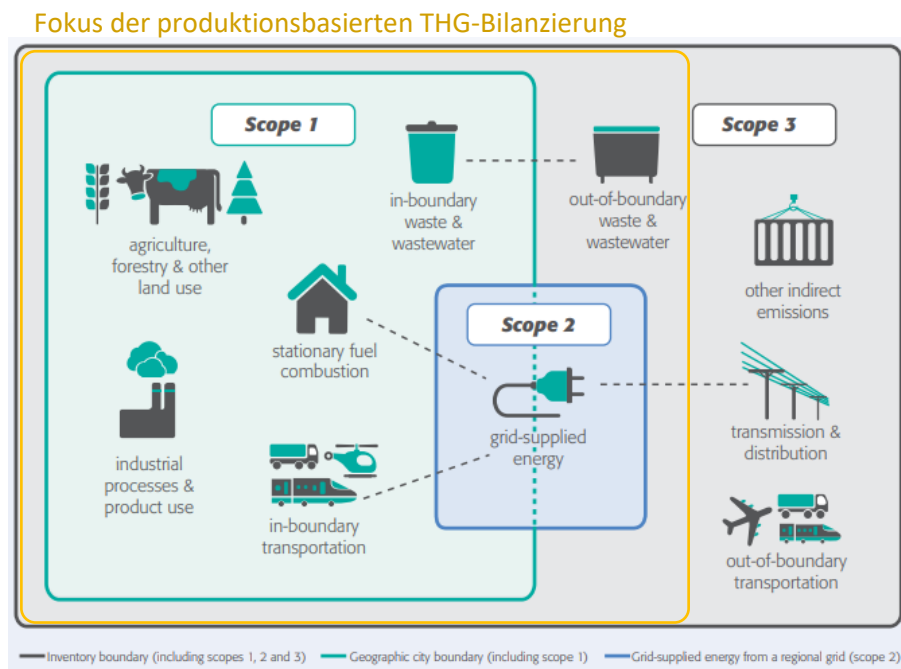 Fokus der produktionsbasierten THG-Bilanzierung
Scope 1
Scope 3
in-boundary
waste &
wastewater
out-of-boundary
waste &
wastewater
agriculture,
forestry & other
land use
other indirect
emissions
Scope 2
stationary fuel
combustion
grid-supplied
energy
transmission &
distribution
industrial
processes &
product use
in-boundary
transportation
out-of-boundary
transportation
Inventory boundary (including scopes 1, 2 and 3)
Geographic city boundary (including scope 1)
Grid-supplied energy from a regional grid (scope 2)